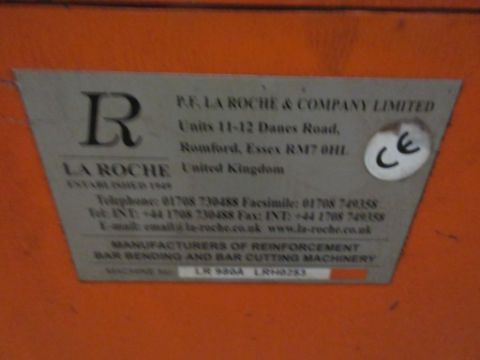 LR
P.F. LA ROCHE & COMPANY LIMITED
Units 11-12 Danes Road,
Romford, Essex RM7 0HL
United Kingdom
CE
LA ROCHE
ESTABLISHED 1949
Telephone: 01708 730488 Facsimile: 01708 749358
Tel: INT: +44 1708 730488 Fax: INT: +44 1708 749358
E-mail: email@la-roche.co.uk www.la-roche.co.uk
MANUFACTURERS OF REINFORCEMENT
BAR BENDING AND BAR CUTTING MACHINERY
MACHINE No: LR 980A LRH0283